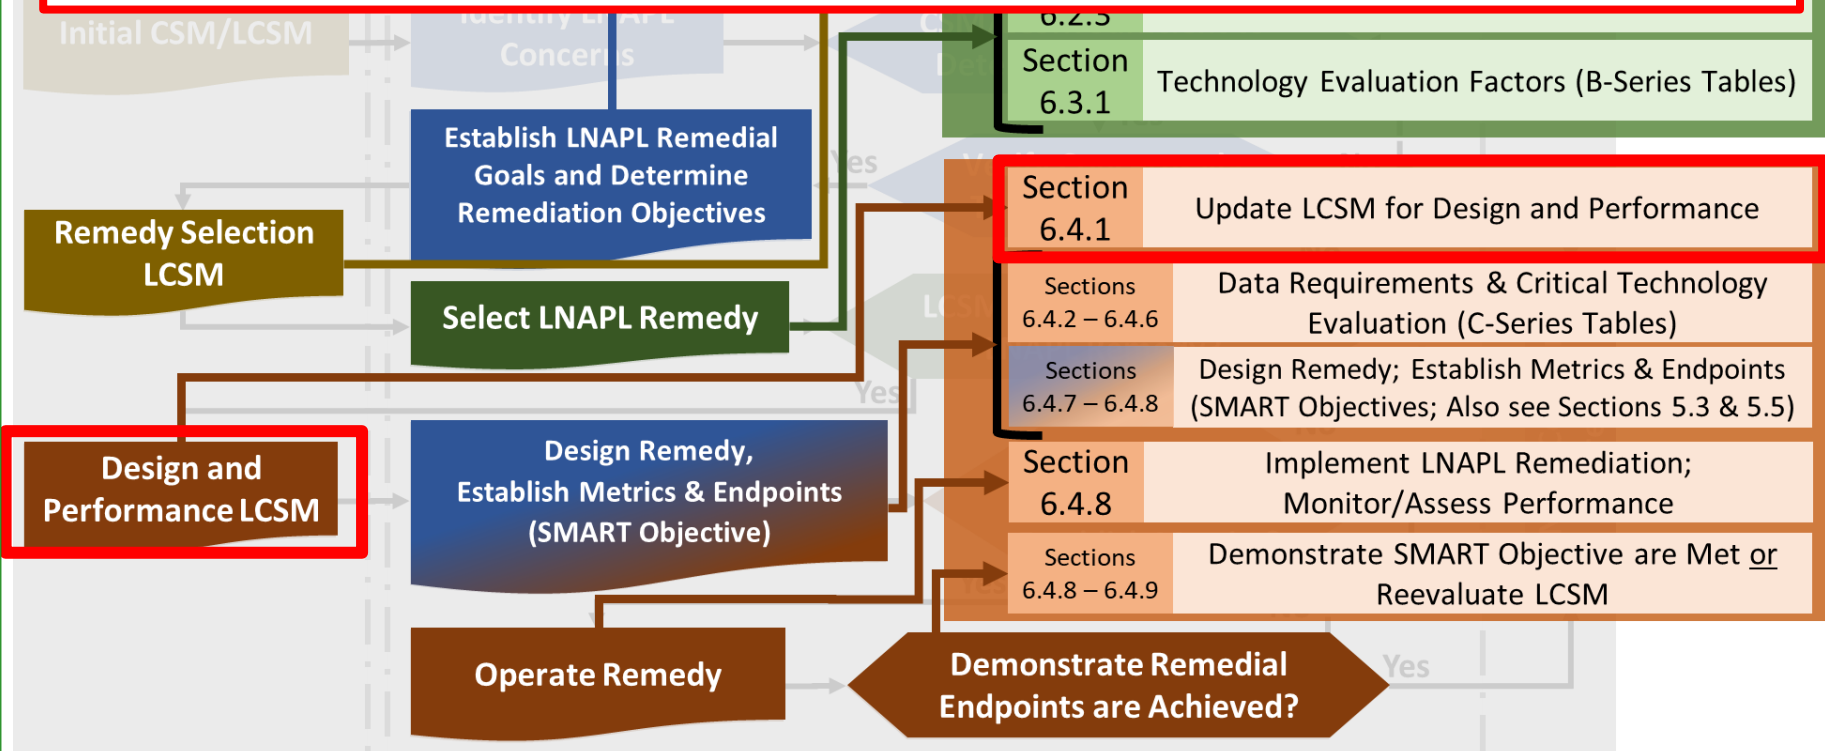 Initial CSM/LCSM
Identify LNAPL
Concerns
6.2.3
Section
6.3.1
Technology Evaluation Factors (B-Series Tables)
Establish LNAPL Remedial
Goals and Determine
Remediation Objectives
Yes
Section
6.4.1
Update LCSM for Design and Performance
Remedy Selection
LCSM
Select LNAPL Remedy
Sections
6.4.2 – 6.4.6
Data Requirements & Critical Technology
Evaluation (C-Series Tables)
Sections
6.4.7 – 6.4.8
Design Remedy; Establish Metrics & Endpoints
(SMART Objectives; Also see Sections 5.3 & 5.5)
Yes
Design and
Performance LCSM
Design Remedy,
Establish Metrics & Endpoints
(SMART Objective)
Section
6.4.8
Implement LNAPL Remediation;
Monitor/Assess Performance
Sections
6.4.8 – 6.4.9
Demonstrate SMART Objective are Met or
Reevaluate LCSM
Operate Remedy
Demonstrate Remedial
Endpoints are Achieved?
Yes